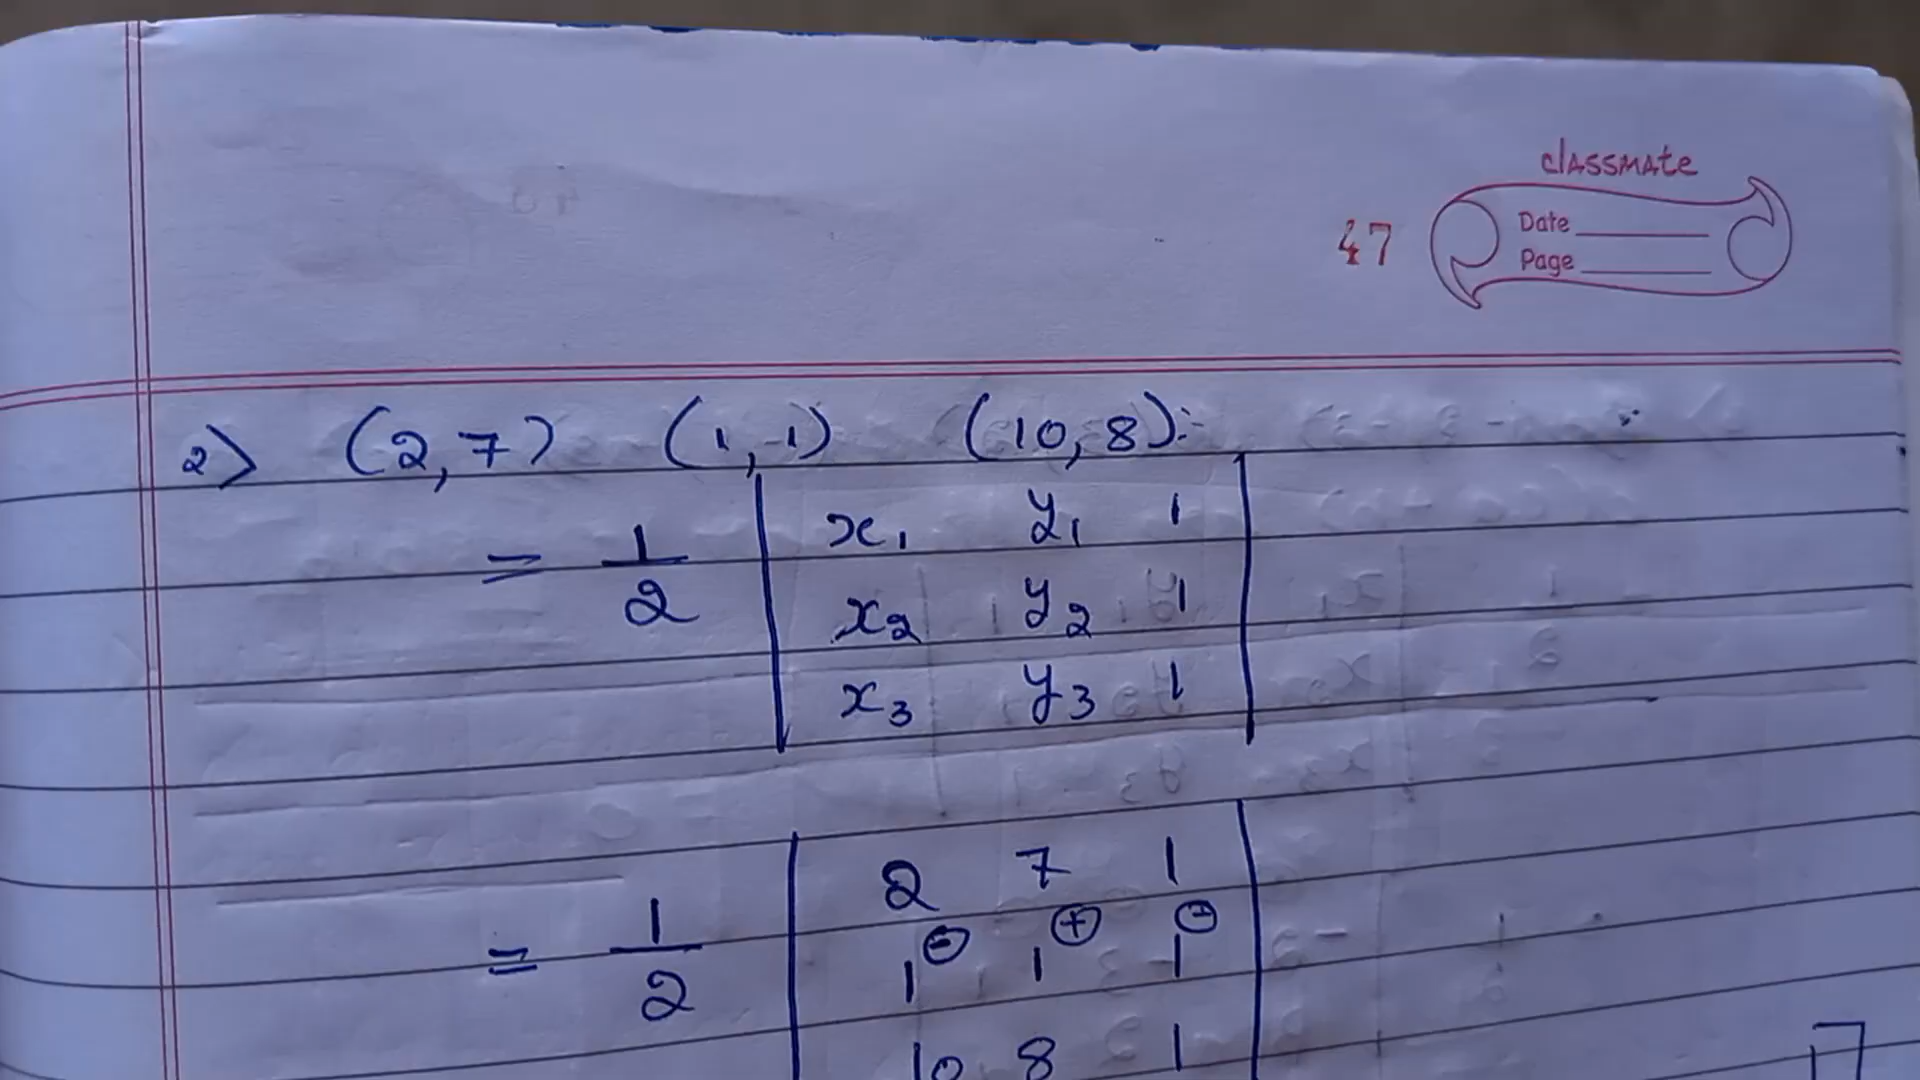 classmate
47
Date
Page
2> (2,7) (1,1) (10,8):-
= 1/2 | x₁ y₁ 1 |
| x₂ y₂ 1 |
| x₃ y₃ 1 |
= 1/2 | 2 7 1 |
| 1⊖ 1⊕ 1⊖ |
| 10 8 1 |